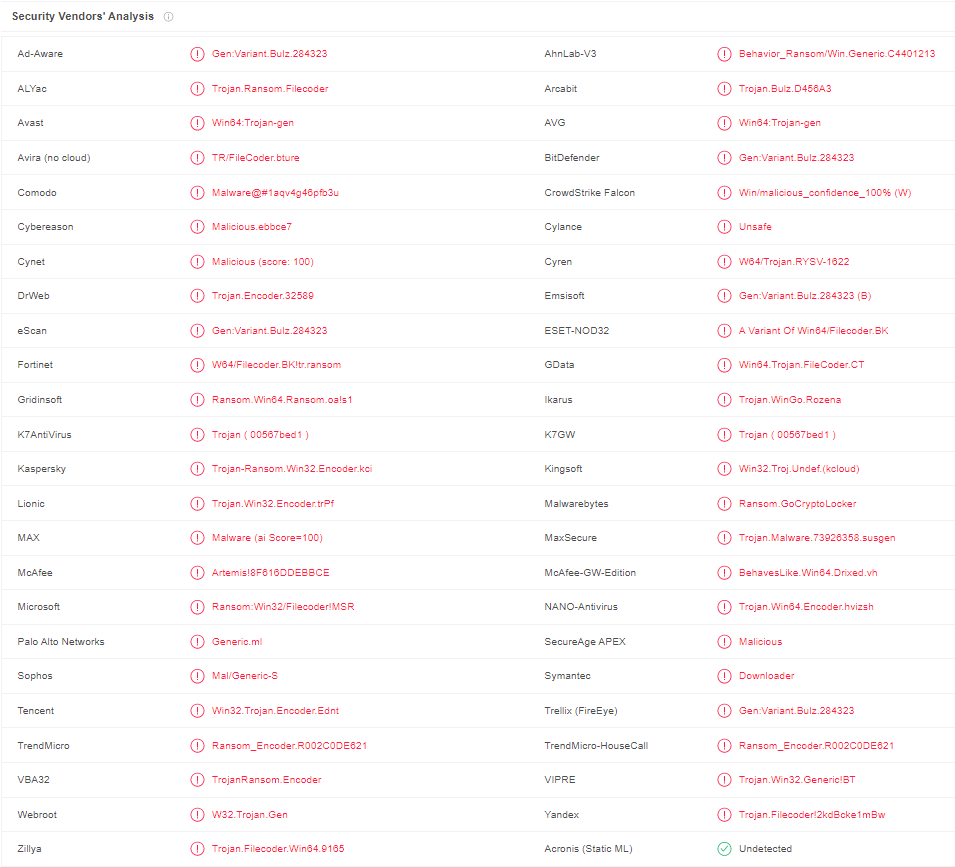 Security Vendors' Analysis
Ad-Aware Gen:Variant.Bulz.284323 AhnLab-V3 Behavior_Ransom/Win.Generic.C4401213
ALYac Trojan.Ransom.Filecoder Arcabit Trojan.Bulz.D456A3
Avast Win64:Trojan-gen AVG Win64:Trojan-gen
Avira (no cloud) TR/FileCoder.bture BitDefender Gen:Variant.Bulz.284323
Comodo Malware@#1aqv4g46pfb3u CrowdStrike Falcon Win/malicious_confidence_100% (W)
Cybereason Malicious.ebbce7 Cylance Unsafe
Cynet Malicious (score: 100) Cyren W64/Trojan.RYSV-1622
DrWeb Trojan.Encoder.32589 Emsisoft Gen:Variant.Bulz.284323 (B)
eScan Gen:Variant.Bulz.284323 ESET-NOD32 A Variant Of Win64/Filecoder.BK
Fortinet W64/Filecoder.BK!tr.ransom GData Win64.Trojan.FileCoder.CT
Gridinsoft Ransom.Win64.Ransom.oa!s1 Ikarus Trojan.WinGo.Rozena
K7AntiVirus Trojan ( 00567bed1 ) K7GW Trojan ( 00567bed1 )
Kaspersky Trojan-Ransom.Win32.Encoder.kci Kingsoft Win32.Troj.Undef.(kcloud)
Lionic Trojan.Win32.Encoder.trPf Malwarebytes Ransom.GoCryptoLocker
MAX Malware (ai Score=100) MaxSecure Trojan.Malware.73926358.susgen
McAfee Artemis!8F616DDEBBCE McAfee-GW-Edition BehavesLike.Win64.Drixed.vh
Microsoft Ransom:Win32/Filecoder!MSR NANO-Antivirus Trojan.Win64.Encoder.hvizsh
Palo Alto Networks Generic.ml SecureAge APEX Malicious
Sophos Mal/Generic-S Symantec Downloader
Tencent Win32.Trojan.Encoder.Ednt Trellix (FireEye) Gen:Variant.Bulz.284323
TrendMicro Ransom_Encoder.R002C0DE621 TrendMicro-HouseCall Ransom_Encoder.R002C0DE621
VBA32 TrojanRansom.Encoder VIPRE Trojan.Win32.Generic!BT
Webroot W32.Trojan.Gen Yandex Trojan.Filecoder!2kdBcke1mBw
Zillya Trojan.Filecoder.Win64.9165 Acronis (Static ML) Undetected